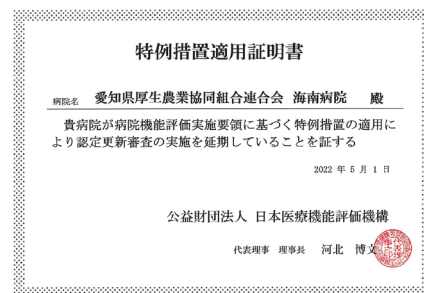 特例措置適用証明書
病院名 愛知県厚生農業協同組合連合会 海南病院 殿
貴病院が病院機能評価実施要領に基づく特例措置の適用に
より認定更新審査の実施を延期していることを証する
2022 年 5 月 1 日
公益財団法人 日本医療機能評価機構
代表理事 理事長 河北 博文